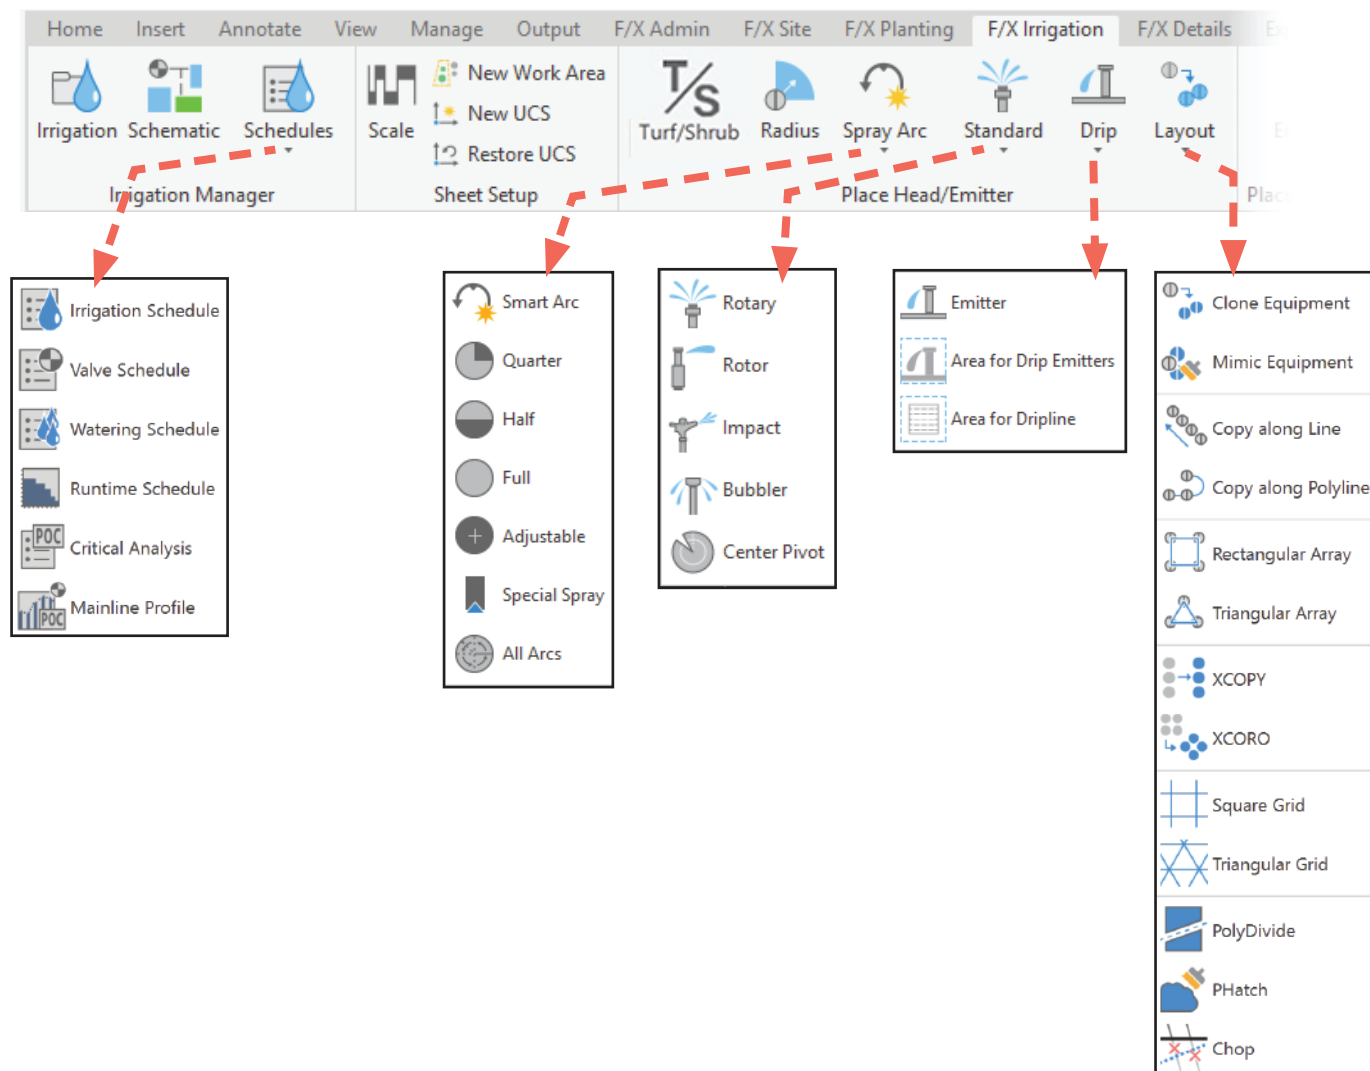 Home Insert Annotate View Manage Output F/X Admin F/X Site F/X Planting F/X Irrigation F/X Details
Irrigation Schematic Schedules
Irrigation Manager
Scale
New Work Area
New UCS
Restore UCS
Sheet Setup
T/S
Turf/Shrub Radius Spray Arc Standard Drip Layout
Place Head/Emitter
Irrigation Schedule
Valve Schedule
Watering Schedule
Runtime Schedule
POC
Critical Analysis
POC
Mainline Profile
Smart Arc
Quarter
Half
Full
Adjustable
Special Spray
All Arcs
Rotary
Rotor
Impact
Bubbler
Center Pivot
Emitter
Area for Drip Emitters
Area for Dripline
Clone Equipment
Mimic Equipment
Copy along Line
Copy along Polyline
Rectangular Array
Triangular Array
XCOPY
XCORO
Square Grid
Triangular Grid
PolyDivide
PHatch
Chop